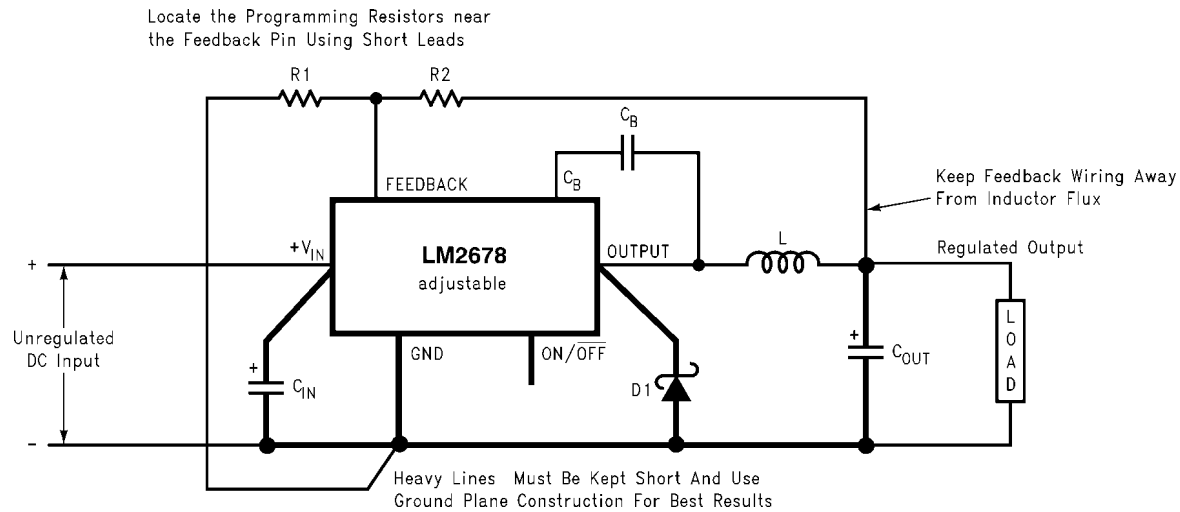 Locate the Programming Resistors near
the Feedback Pin Using Short Leads
R1
R2
C_B
FEEDBACK
C_B
Keep Feedback Wiring Away
From Inductor Flux
+V_IN
LM2678
adjustable
OUTPUT
L
Regulated Output
+
Unregulated
DC Input
-
+
C_IN
GND
ON/O̅F̅F̅
D1
+
C_OUT
LOAD
Heavy Lines Must Be Kept Short And Use
Ground Plane Construction For Best Results